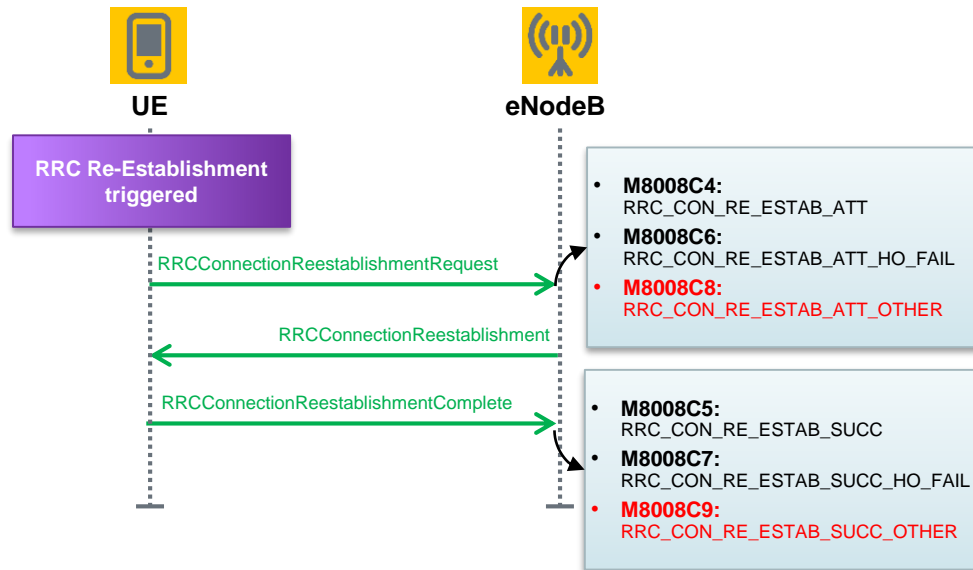 UE
eNodeB
RRC Re-Establishment
triggered
• M8008C4:
RRC_CON_RE_ESTAB_ATT
• M8008C6:
RRC_CON_RE_ESTAB_ATT_HO_FAIL
• M8008C8:
RRC_CON_RE_ESTAB_ATT_OTHER
RRCConnectionReestablishmentRequest
RRCConnectionReestablishment
RRCConnectionReestablishmentComplete
• M8008C5:
RRC_CON_RE_ESTAB_SUCC
• M8008C7:
RRC_CON_RE_ESTAB_SUCC_HO_FAIL
• M8008C9:
RRC_CON_RE_ESTAB_SUCC_OTHER